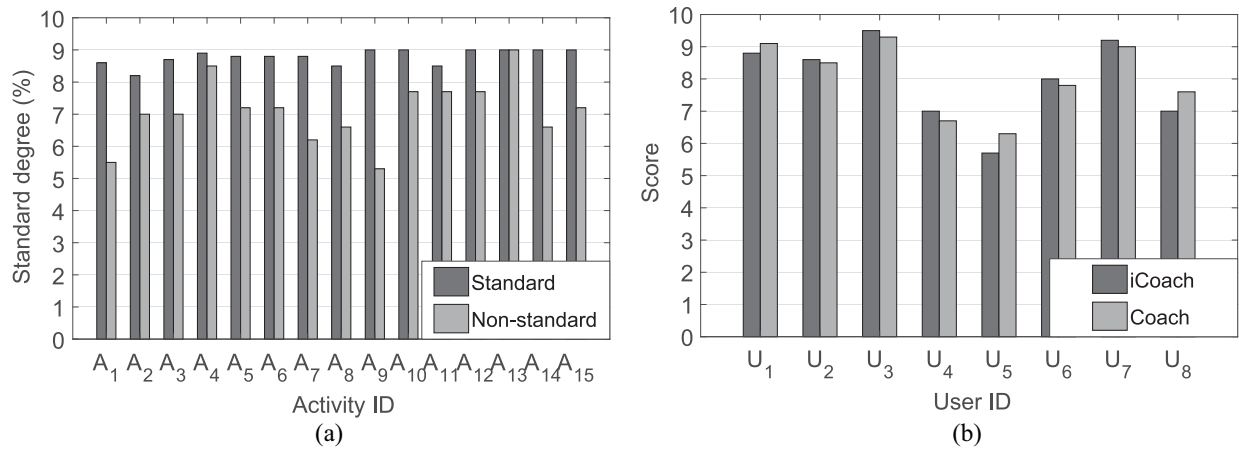 10
9
8
7
6
5
4
3
2
1
0
Standard degree (%)
Standard
Non-standard
A1 A2 A3 A4 A5 A6 A7 A8 A9 A10 A11 A12 A13 A14 A15
Activity ID
(a)
10
9
8
7
6
5
4
3
2
1
0
Score
iCoach
Coach
U1 U2 U3 U4 U5 U6 U7 U8
User ID
(b)